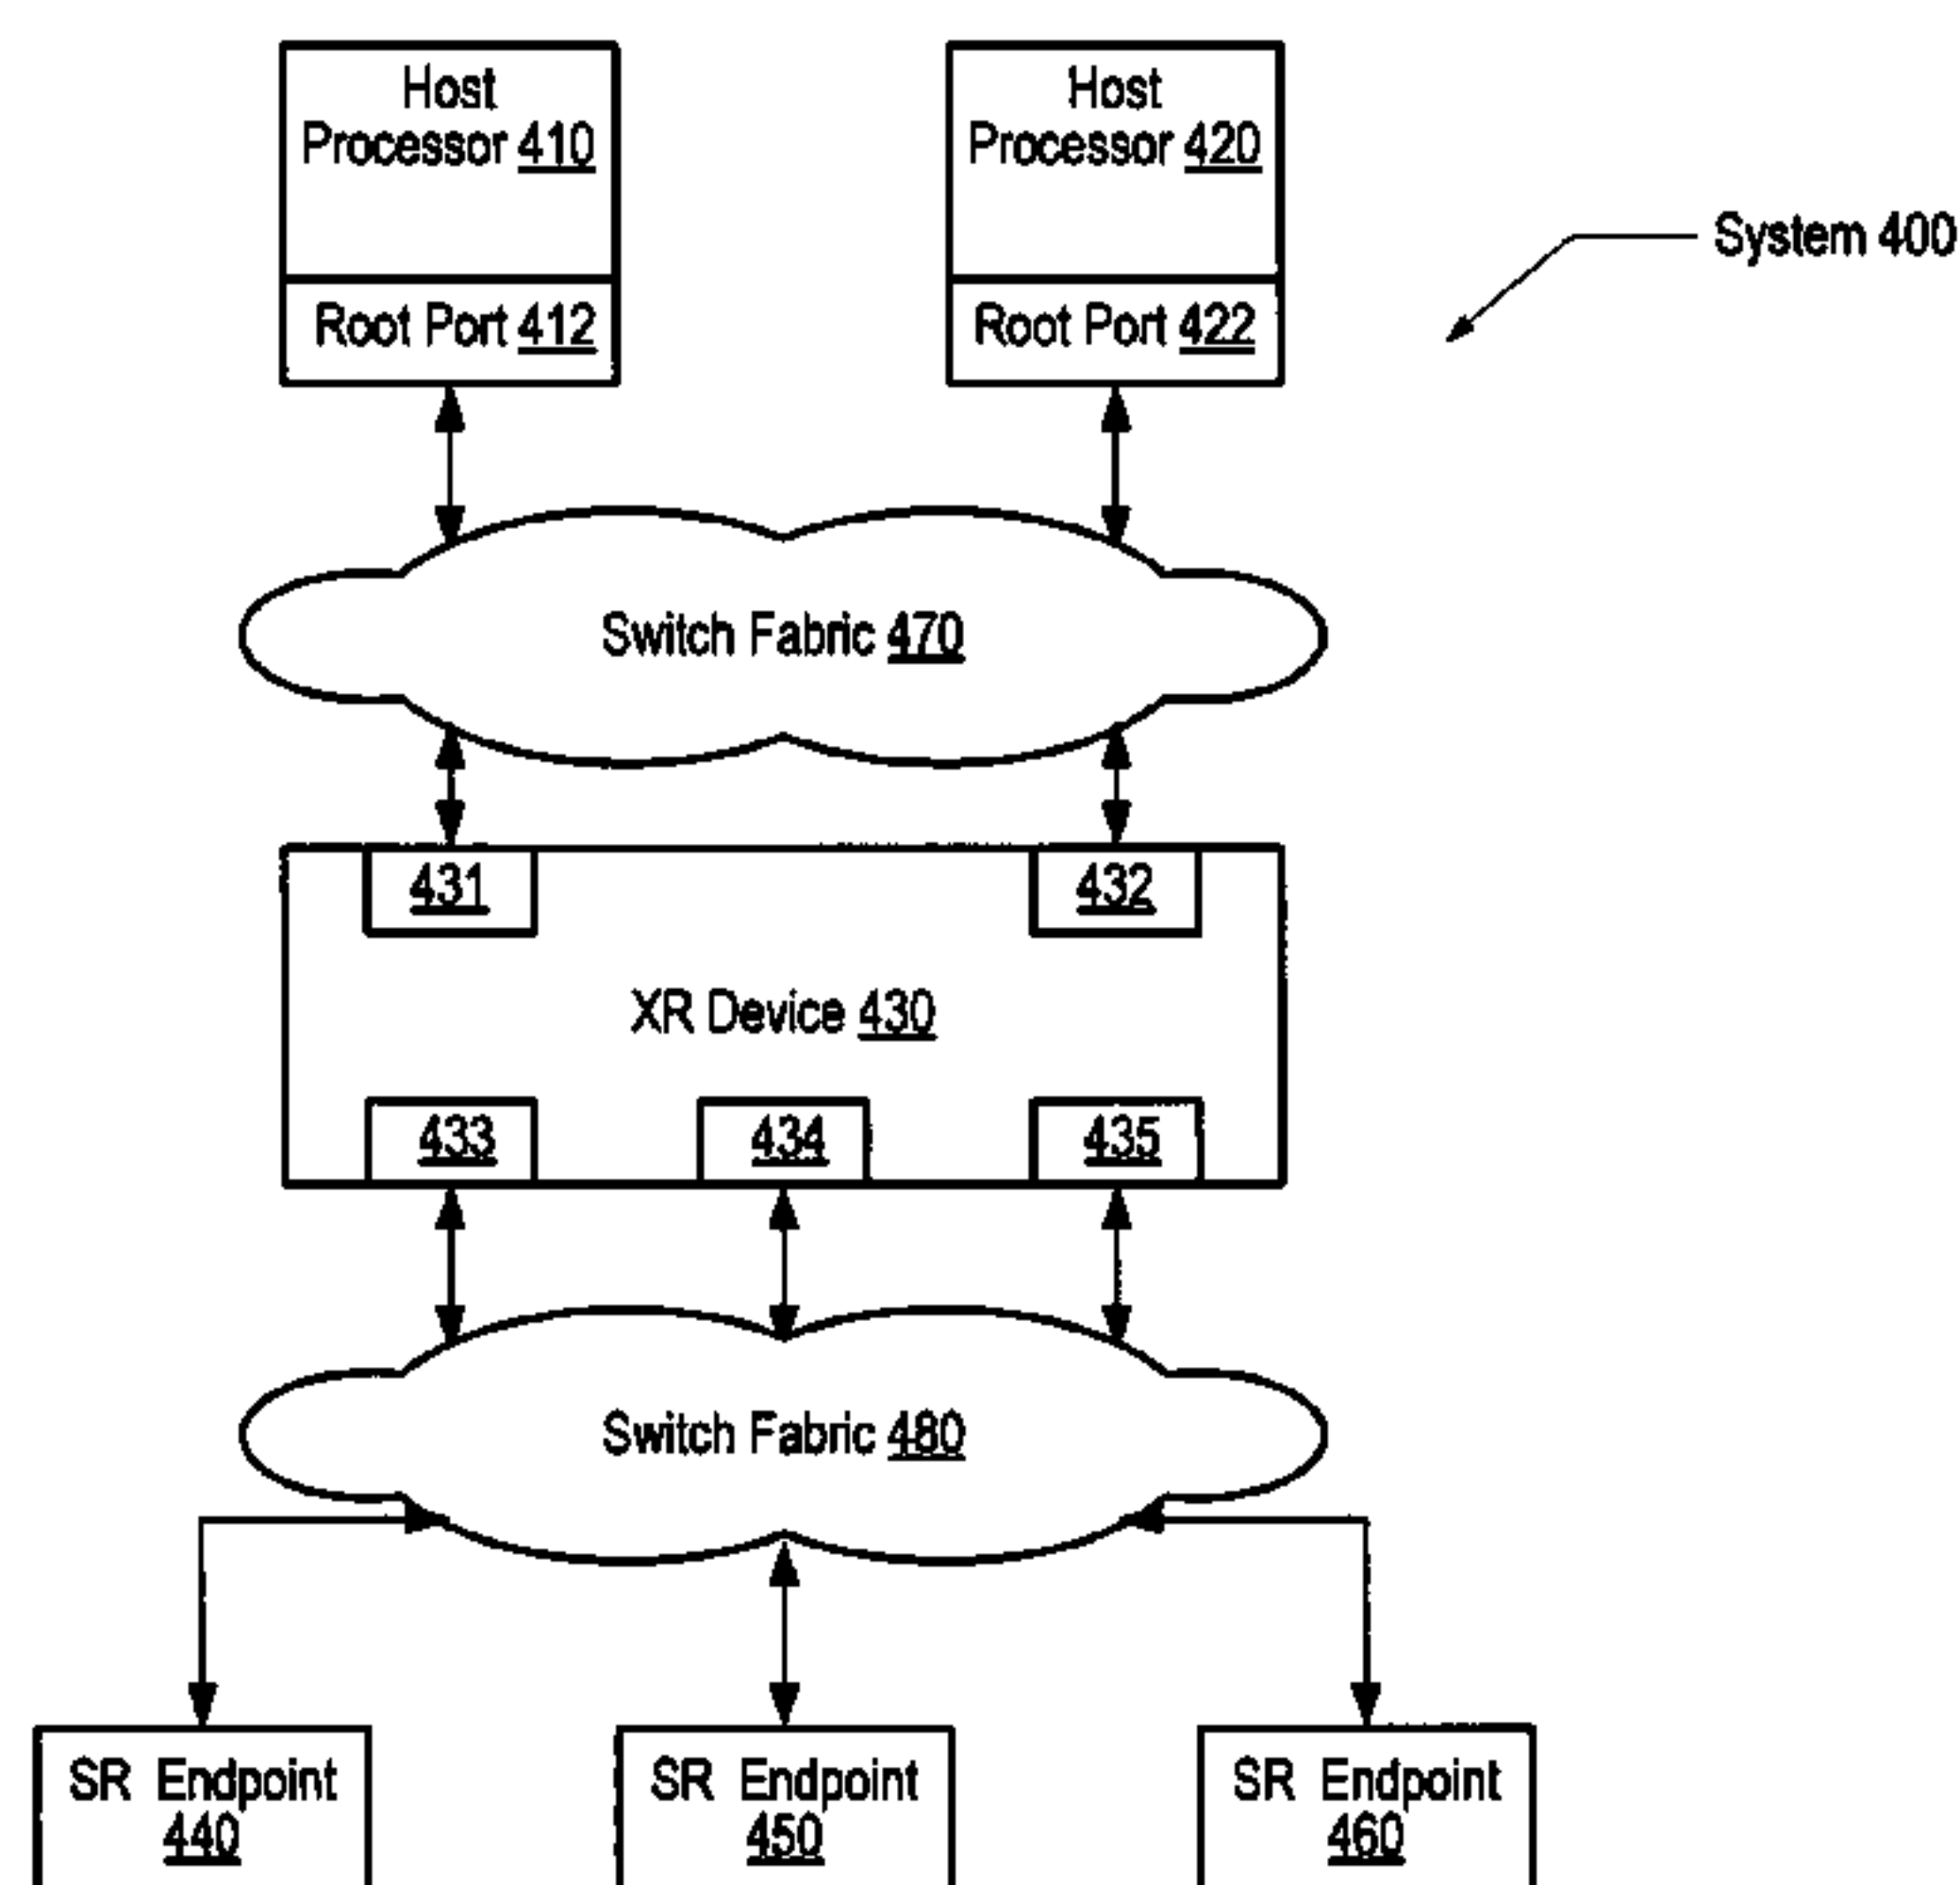 Host
Processor 410
Root Port 412
Host
Processor 420
Root Port 422
System 400
Switch Fabric 470
431
432
XR Device 430
433
434
435
Switch Fabric 480
SR Endpoint
440
SR Endpoint
450
SR Endpoint
460